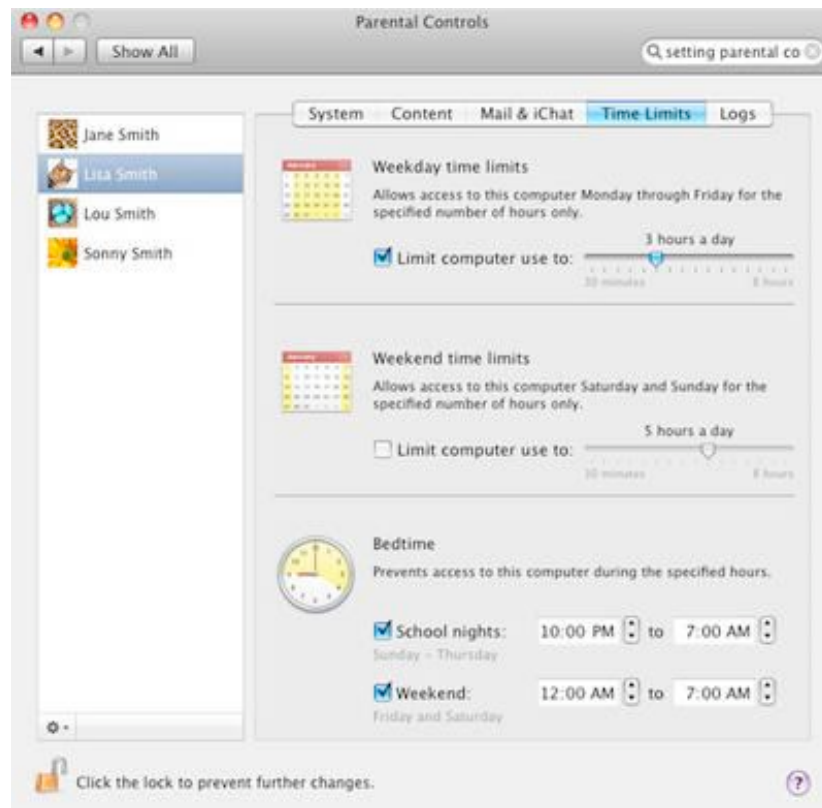 Parental Controls
Show All
setting parental co
System Content Mail & iChat Time Limits Logs
Jane Smith
Lisa Smith
Lou Smith
Sonny Smith
Weekday time limits
Allows access to this computer Monday through Friday for the
specified number of hours only.
3 hours a day
Limit computer use to:
30 minutes 8 hours
Weekend time limits
Allows access to this computer Saturday and Sunday for the
specified number of hours only.
5 hours a day
Limit computer use to:
30 minutes 8 hours
Bedtime
Prevents access to this computer during the specified hours.
School nights: 10:00 PM to 7:00 AM
Sunday – Thursday
Weekend: 12:00 AM to 7:00 AM
Friday and Saturday
Click the lock to prevent further changes.
?